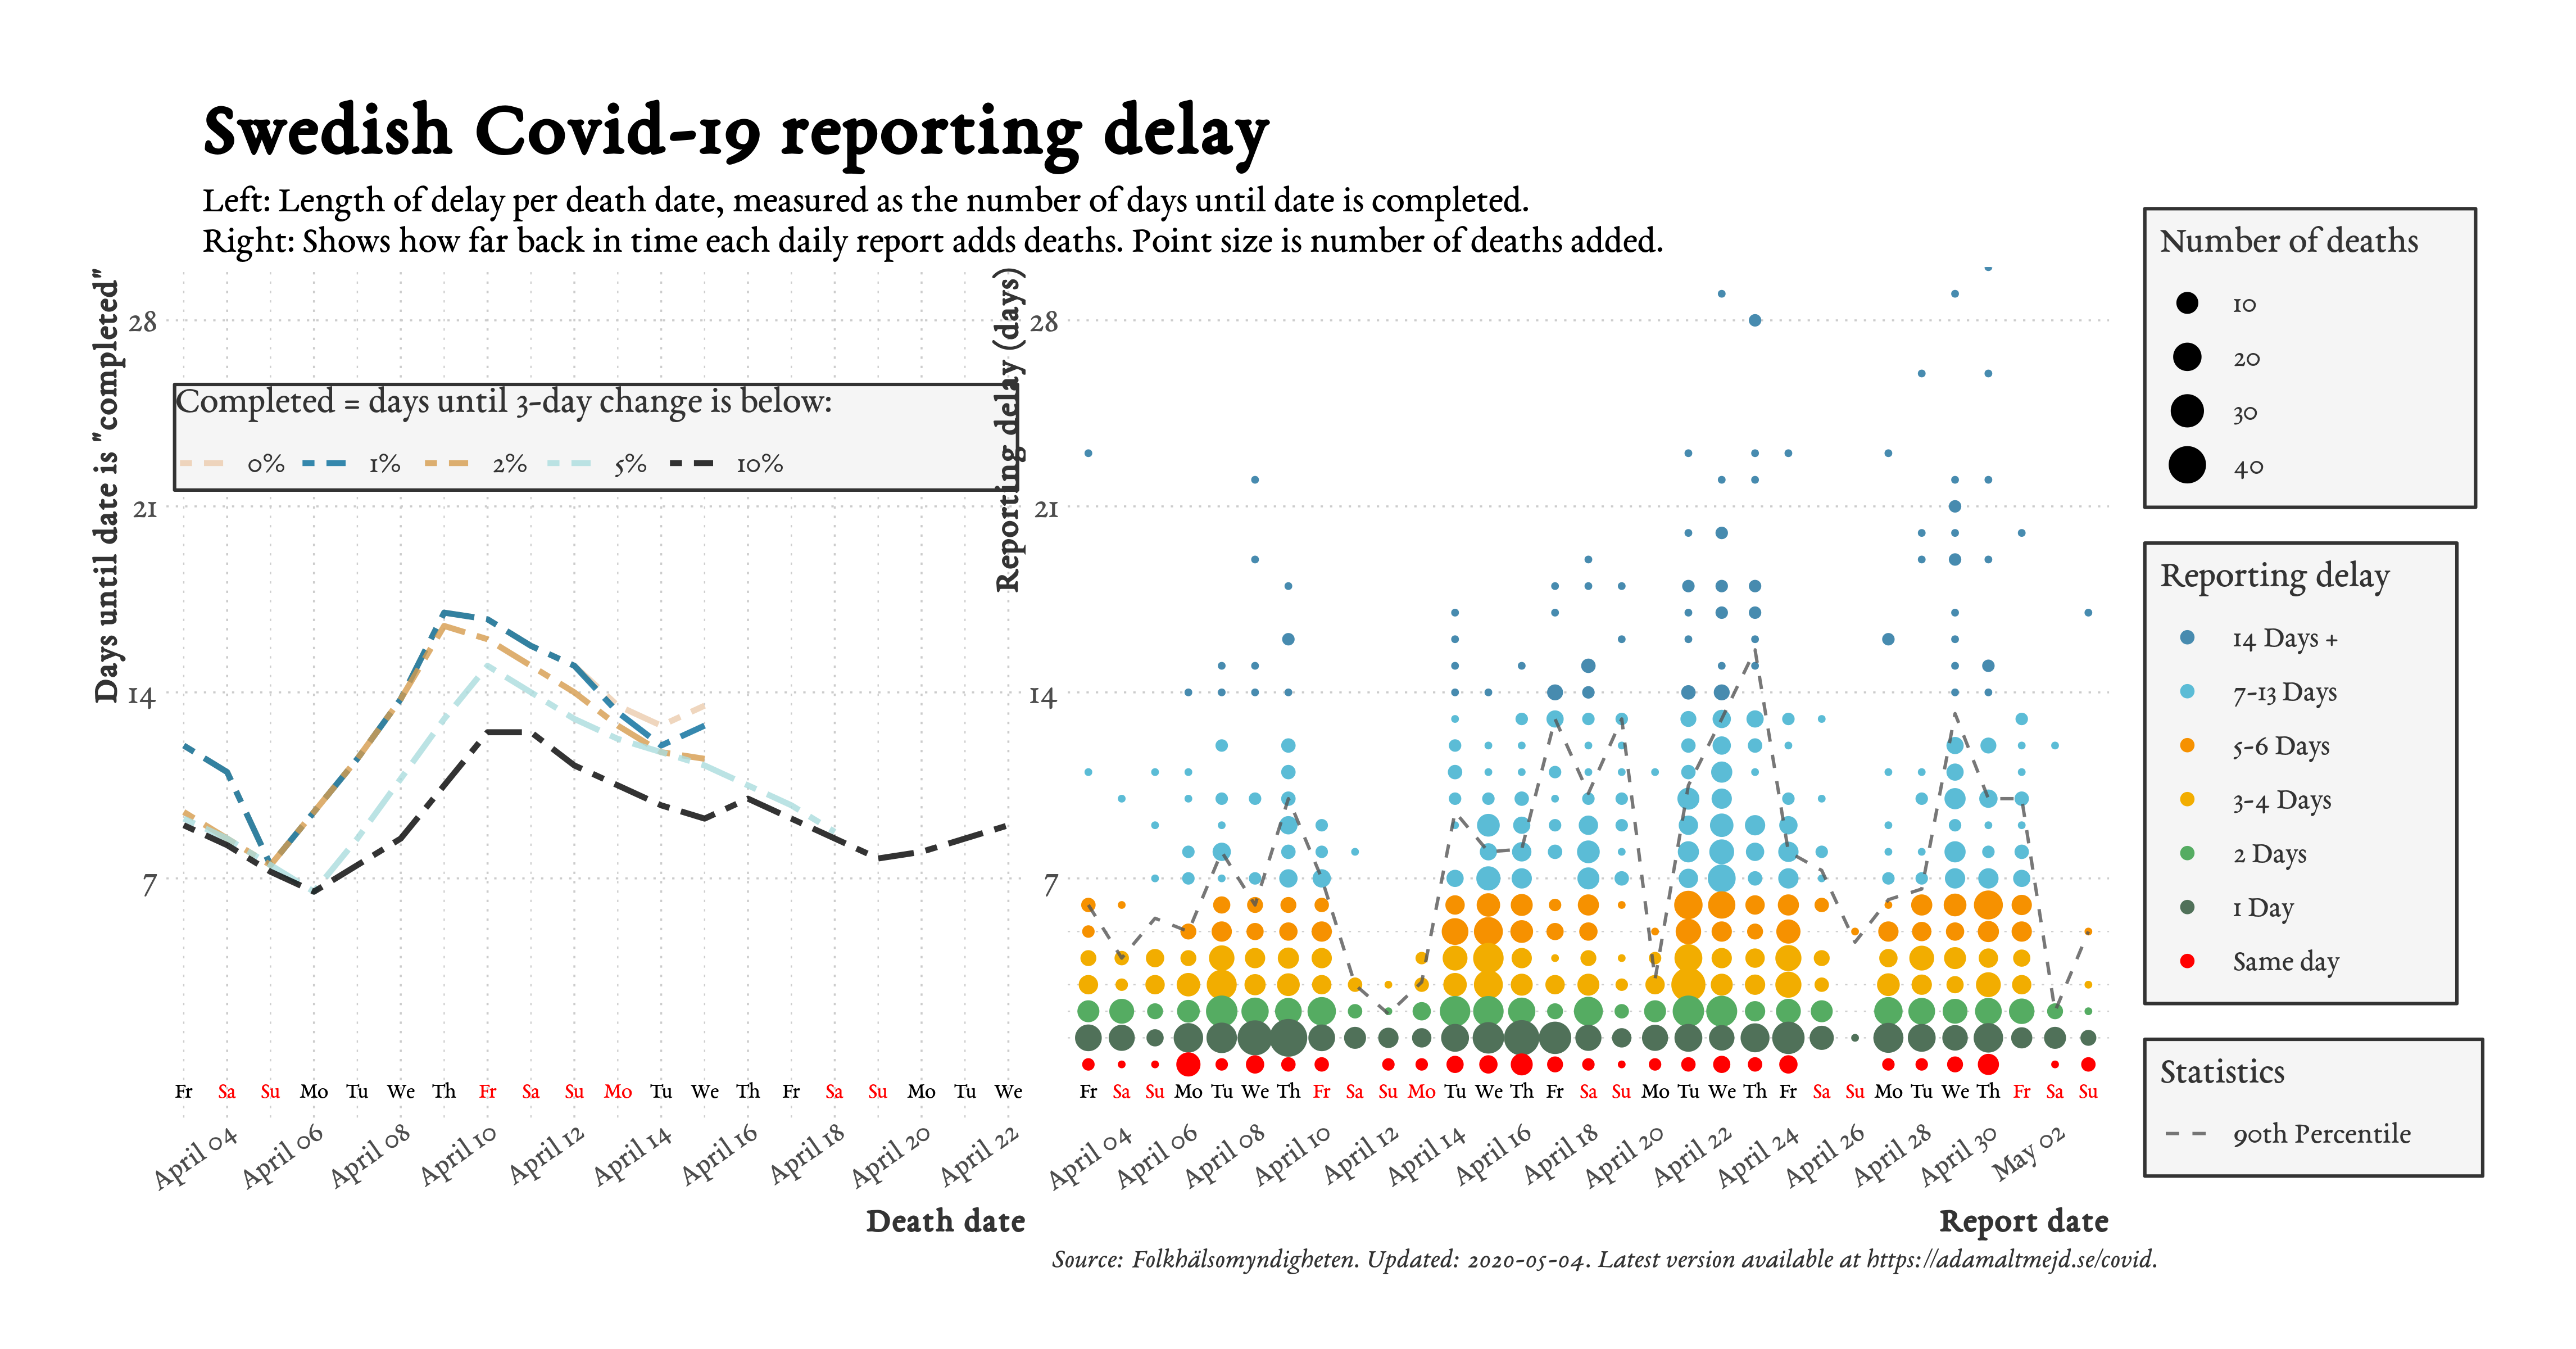 Swedish Covid-19 reporting delay
Left: Length of delay per death date, measured as the number of days until date is completed.
Right: Shows how far back in time each daily report adds deaths. Point size is number of deaths added.
Days until date is "completed"
28
21
14
7
Completed = days until 3-day change is below:
0% 1% 2% 5% 10%
Fr Sa Su Mo Tu We Th Fr Sa Su Mo Tu We Th Fr Sa Su Mo Tu We
April 04 April 06 April 08 April 10 April 12 April 14 April 16 April 18 April 20 April 22
Death date
Reporting delay (days)
28
21
14
7
Fr Sa Su Mo Tu We Th Fr Sa Su Mo Tu We Th Fr Sa Su Mo Tu We Th Fr Sa Su Mo Tu We Th Fr Sa Su
April 04 April 06 April 08 April 10 April 12 April 14 April 16 April 18 April 20 April 22 April 24 April 26 April 28 April 30 May 02
Report date
Number of deaths
10
20
30
40
Reporting delay
14 Days +
7-13 Days
5-6 Days
3-4 Days
2 Days
1 Day
Same day
Statistics
90th Percentile
Source: Folkhälsomyndigheten. Updated: 2020-05-04. Latest version available at https://adamaltmejd.se/covid.